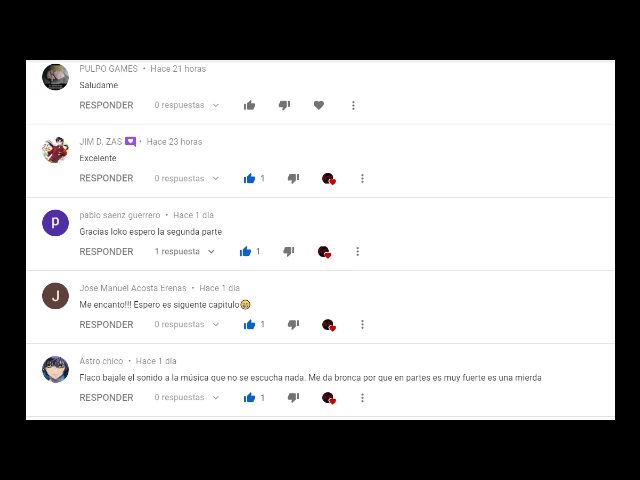 PULPO GAMES • Hace 21 horas
Saludame
RESPONDER 0 respuestas
JIM D. ZAS • Hace 23 horas
Excelente
RESPONDER 0 respuestas 1
P
pablo saenz guerrero • Hace 1 día
Gracias loko espero la segunda parte
RESPONDER 1 respuesta 1
J
Jose Manuel Acosta Erenas • Hace 1 día
Me encanto!!! Espero es siguente capitulo😁
RESPONDER 0 respuestas 1
Astro chico • Hace 1 día
Flaco bajale el sonido a la música que no se escucha nada. Me da bronca por que en partes es muy fuerte es una mierda
RESPONDER 0 respuestas 1